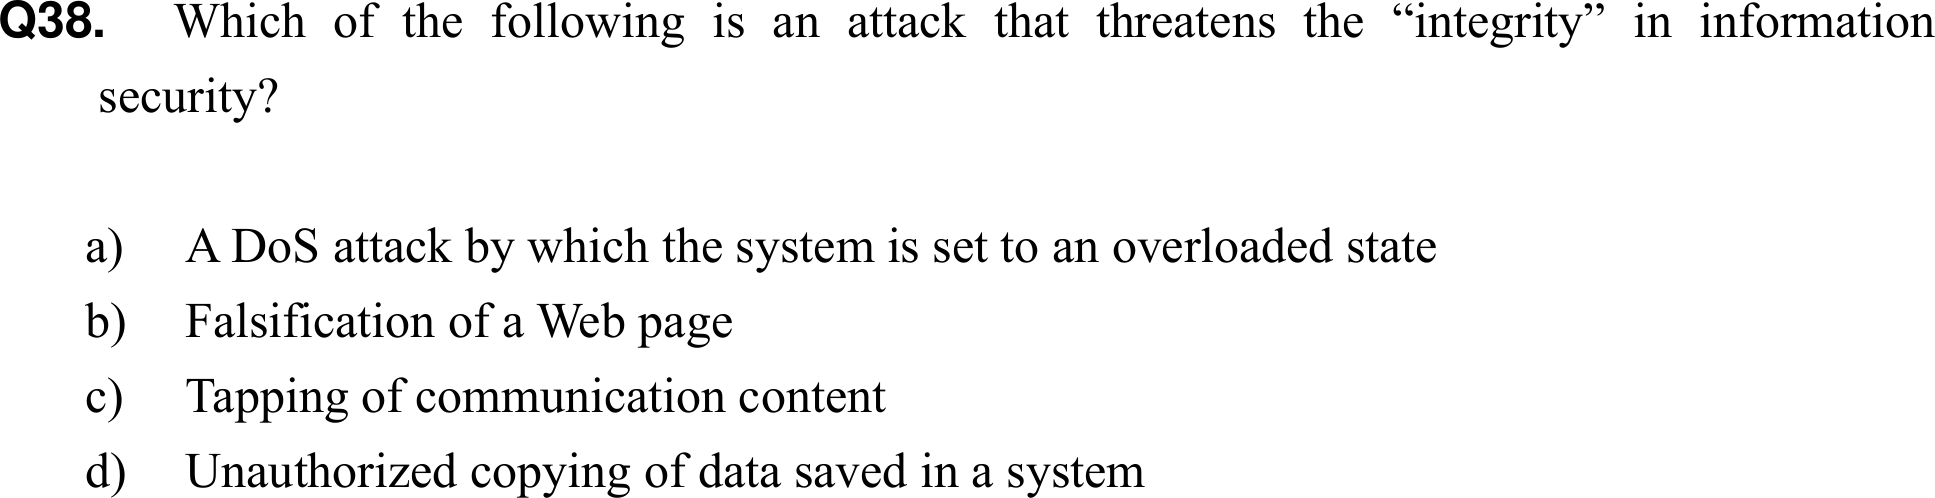 Q38. Which of the following is an attack that threatens the “integrity” in information
security?
a) A DoS attack by which the system is set to an overloaded state
b) Falsification of a Web page
c) Tapping of communication content
d) Unauthorized copying of data saved in a system